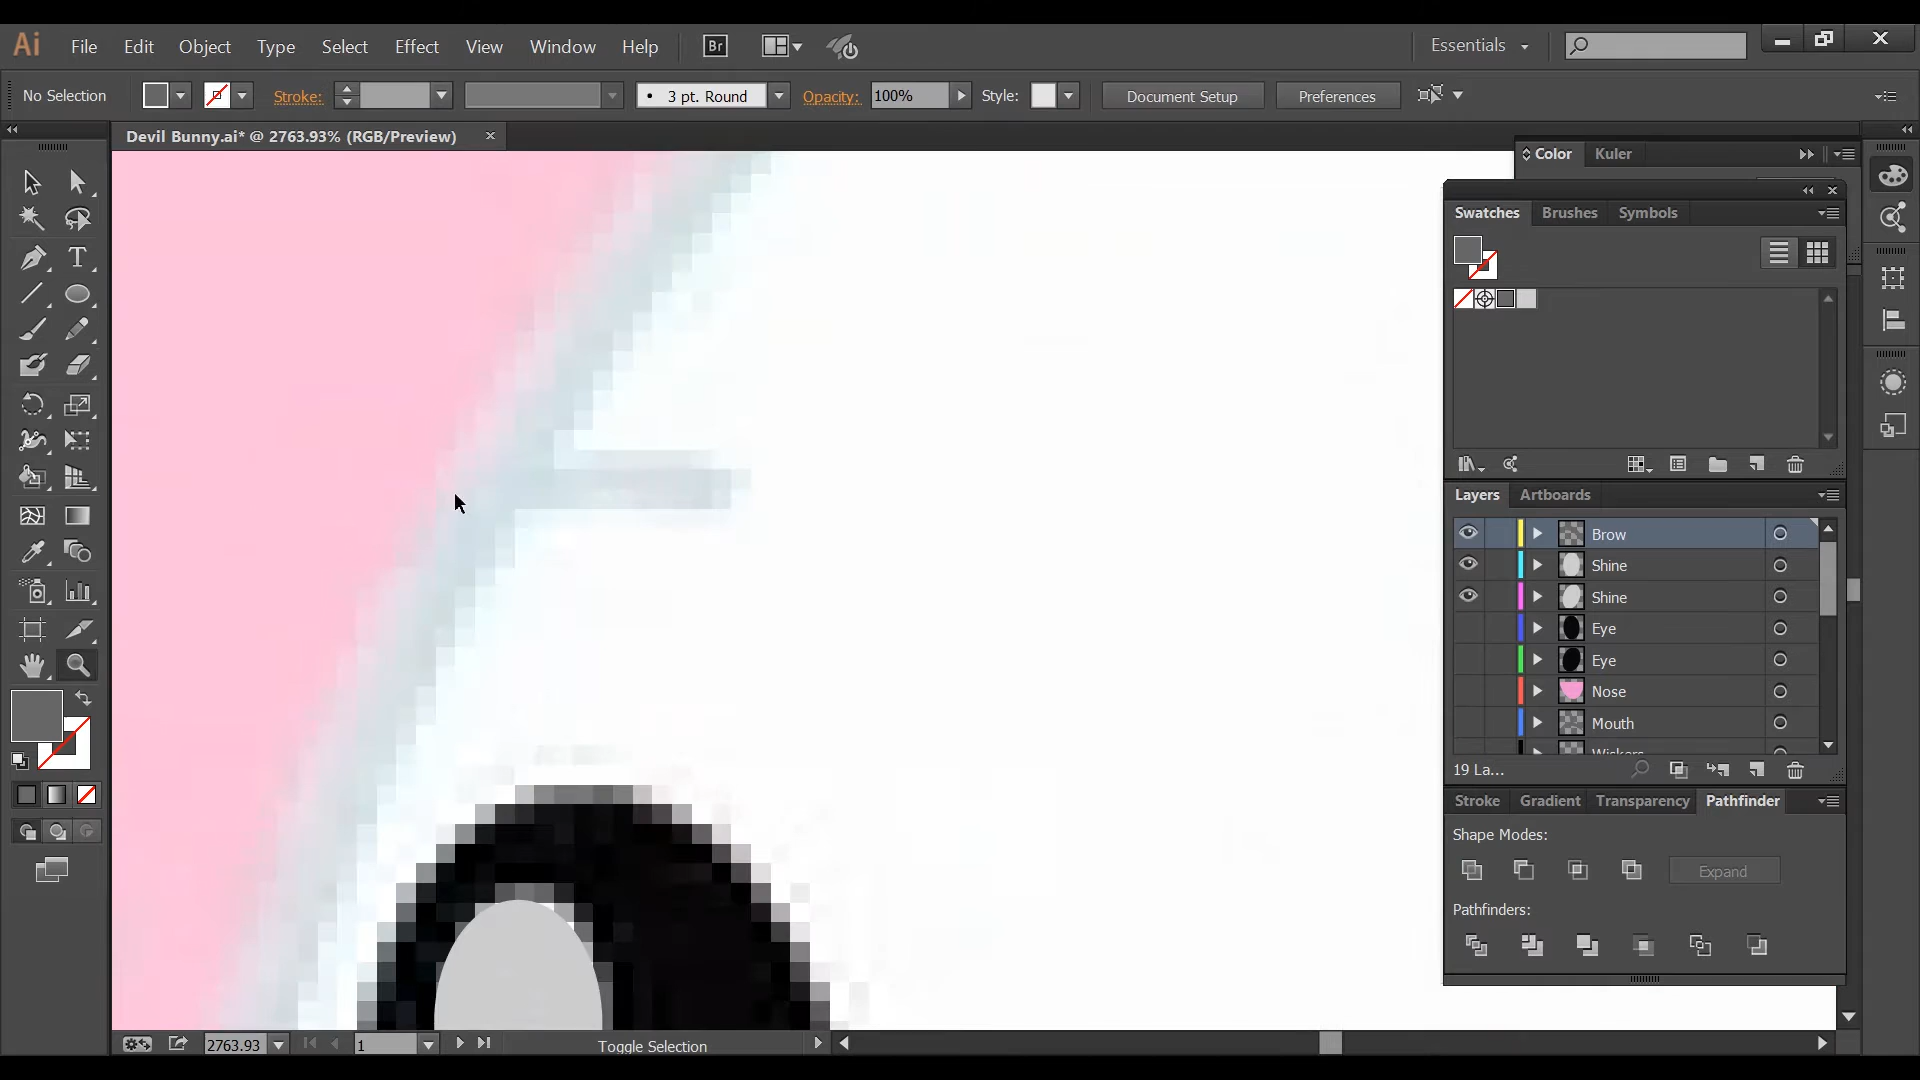 Ai File Edit Object Type Select Effect View Window Help Br Essentials
No Selection Stroke: 3 pt. Round Opacity: 100% Style: Document Setup Preferences
Devil Bunny.ai* @ 2763.93% (RGB/Preview)
Color Kuler
Swatches Brushes Symbols
Layers Artboards
Brow
Shine
Shine
Eye
Eye
Nose
Mouth
Wiskers
19 La...
Stroke Gradient Transparency Pathfinder
Shape Modes:
Expand
Pathfinders:
2763.93 1 Toggle Selection